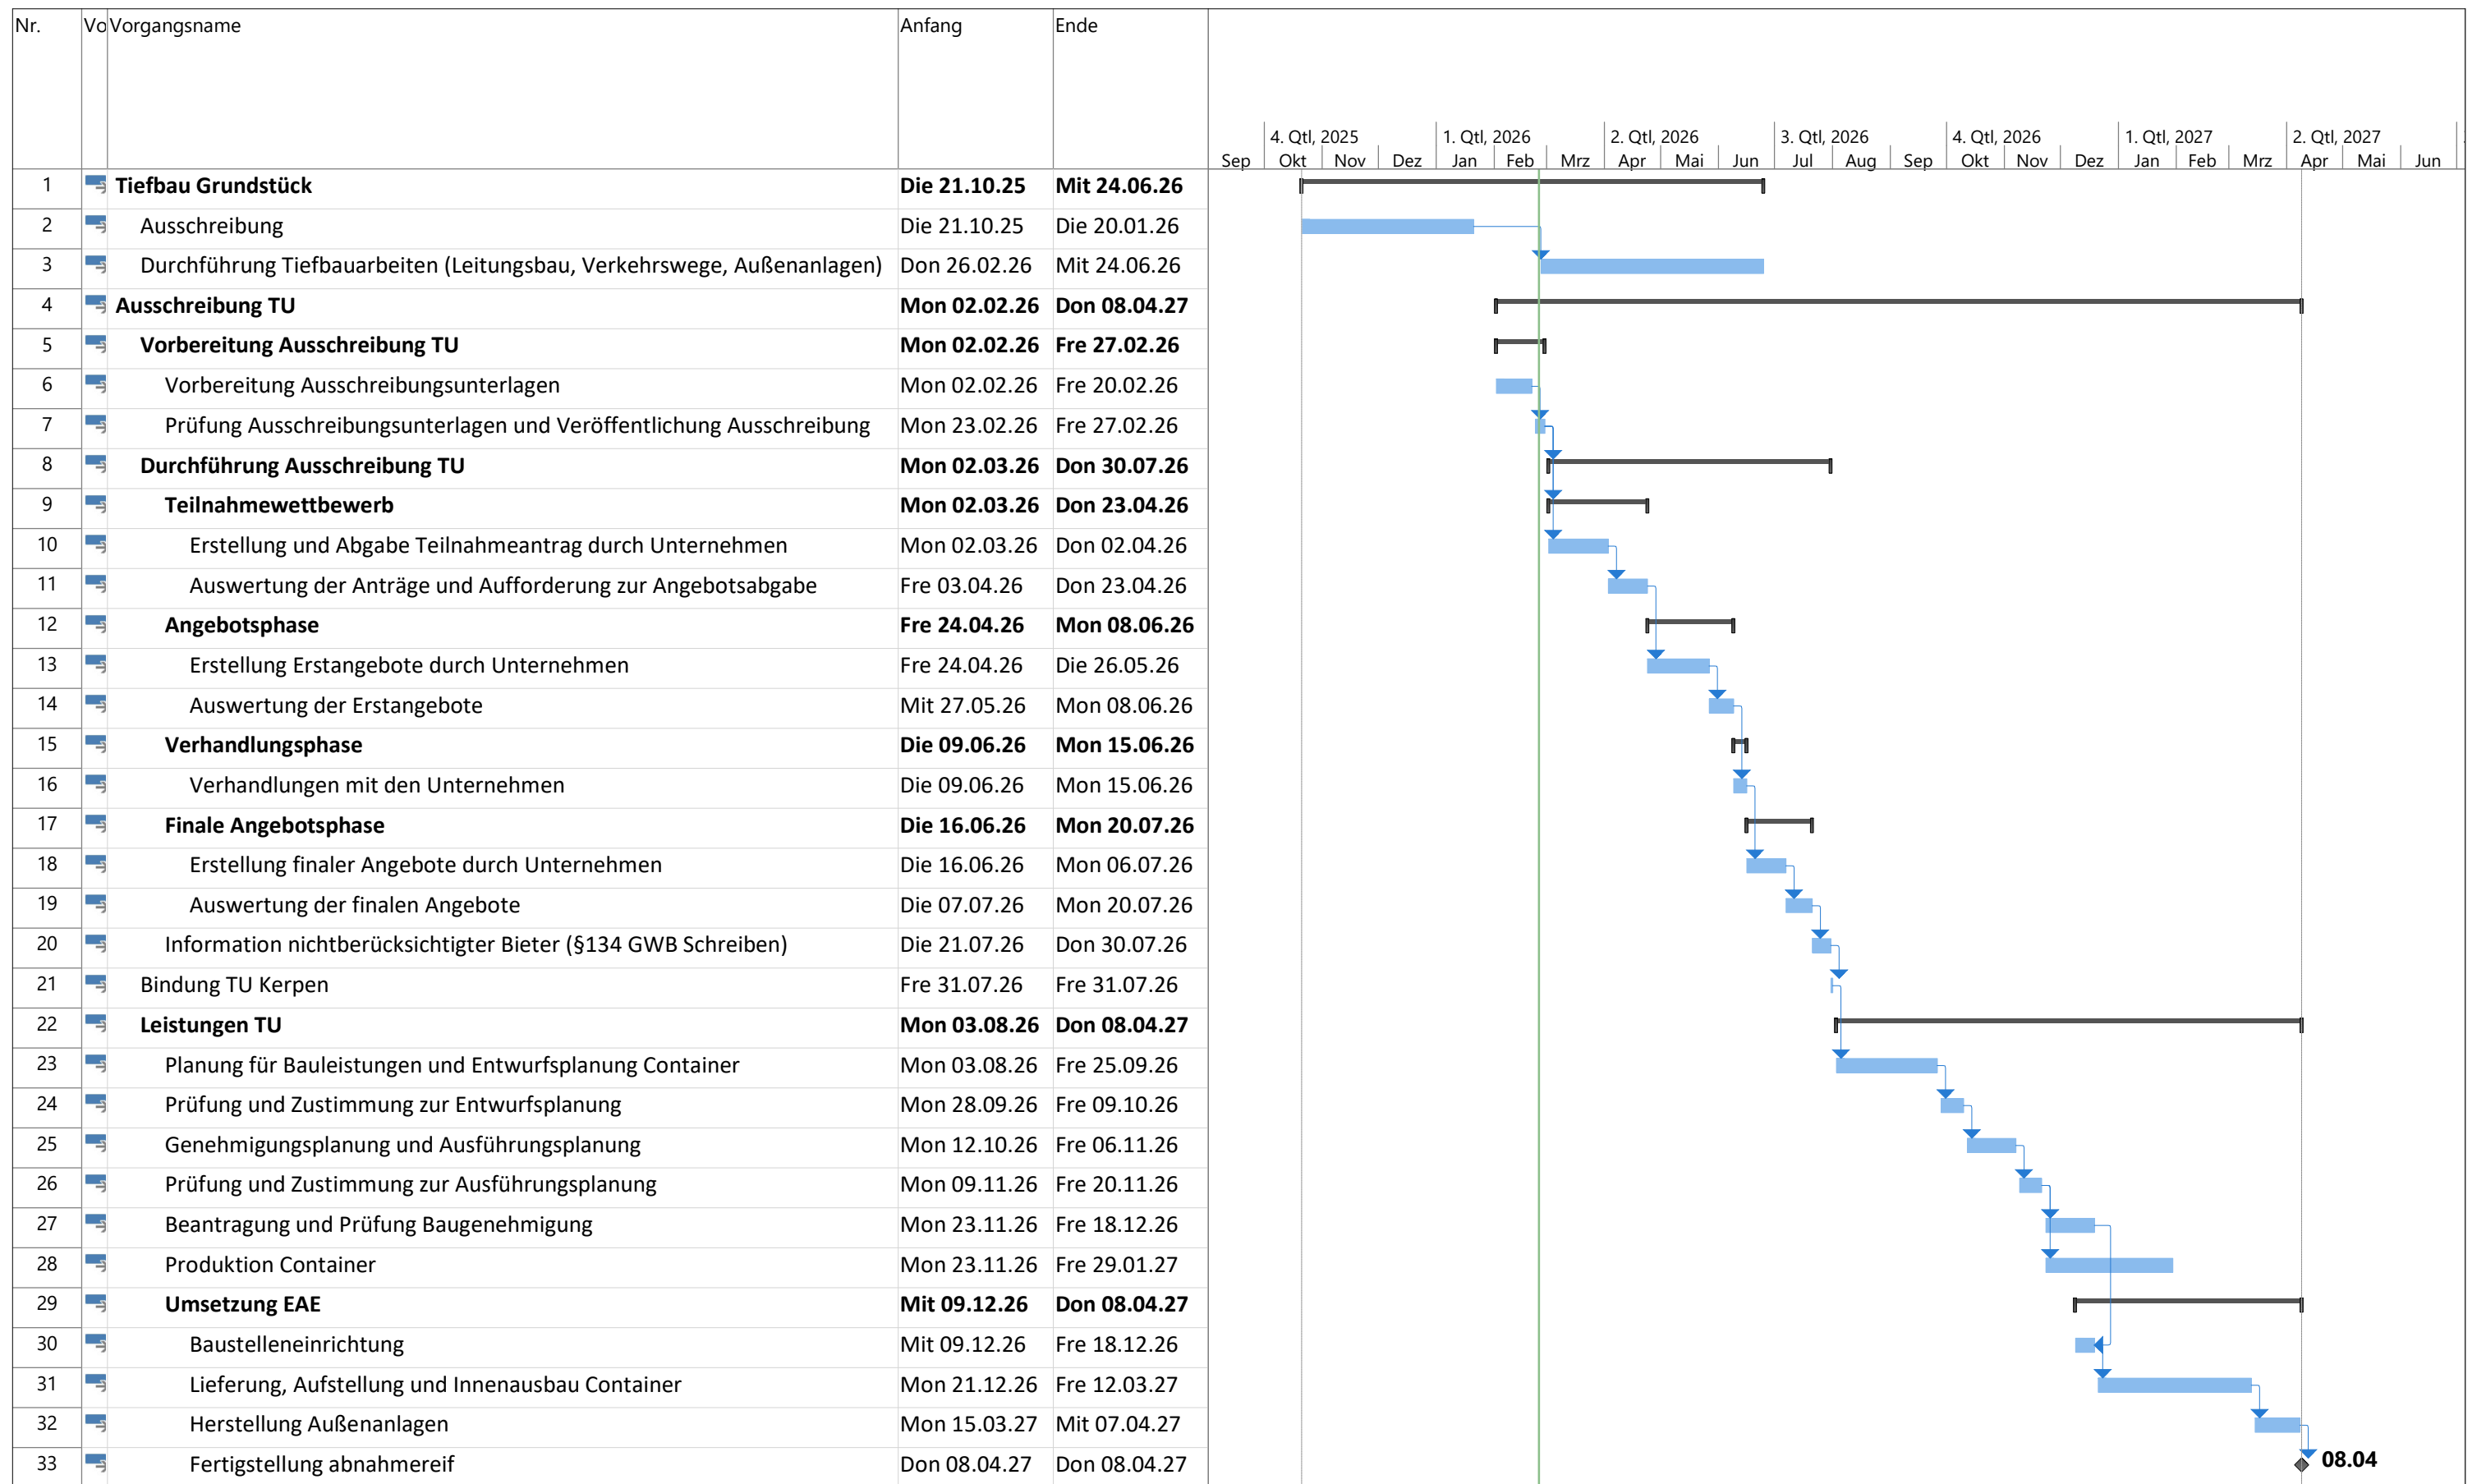 Nr. Vo Vorgangsname Anfang Ende
4. Qtl, 2025 1. Qtl, 2026 2. Qtl, 2026 3. Qtl, 2026 4. Qtl, 2026 1. Qtl, 2027 2. Qtl, 2027
Sep Okt Nov Dez Jan Feb Mrz Apr Mai Jun Jul Aug Sep Okt Nov Dez Jan Feb Mrz Apr Mai Jun
1 Tiefbau Grundstück Die 21.10.25 Mit 24.06.26
2 Ausschreibung Die 21.10.25 Die 20.01.26
3 Durchführung Tiefbauarbeiten (Leitungsbau, Verkehrswege, Außenanlagen) Don 26.02.26 Mit 24.06.26
4 Ausschreibung TU Mon 02.02.26 Don 08.04.27
5 Vorbereitung Ausschreibung TU Mon 02.02.26 Fre 27.02.26
6 Vorbereitung Ausschreibungsunterlagen Mon 02.02.26 Fre 20.02.26
7 Prüfung Ausschreibungsunterlagen und Veröffentlichung Ausschreibung Mon 23.02.26 Fre 27.02.26
8 Durchführung Ausschreibung TU Mon 02.03.26 Don 30.07.26
9 Teilnahmewettbewerb Mon 02.03.26 Don 23.04.26
10 Erstellung und Abgabe Teilnahmeantrag durch Unternehmen Mon 02.03.26 Don 02.04.26
11 Auswertung der Anträge und Aufforderung zur Angebotsabgabe Fre 03.04.26 Don 23.04.26
12 Angebotsphase Fre 24.04.26 Mon 08.06.26
13 Erstellung Erstangebote durch Unternehmen Fre 24.04.26 Die 26.05.26
14 Auswertung der Erstangebote Mit 27.05.26 Mon 08.06.26
15 Verhandlungsphase Die 09.06.26 Mon 15.06.26
16 Verhandlungen mit den Unternehmen Die 09.06.26 Mon 15.06.26
17 Finale Angebotsphase Die 16.06.26 Mon 20.07.26
18 Erstellung finaler Angebote durch Unternehmen Die 16.06.26 Mon 06.07.26
19 Auswertung der finalen Angebote Die 07.07.26 Mon 20.07.26
20 Information nichtberücksichtigter Bieter (§134 GWB Schreiben) Die 21.07.26 Don 30.07.26
21 Bindung TU Kerpen Fre 31.07.26 Fre 31.07.26
22 Leistungen TU Mon 03.08.26 Don 08.04.27
23 Planung für Bauleistungen und Entwurfsplanung Container Mon 03.08.26 Fre 25.09.26
24 Prüfung und Zustimmung zur Entwurfsplanung Mon 28.09.26 Fre 09.10.26
25 Genehmigungsplanung und Ausführungsplanung Mon 12.10.26 Fre 06.11.26
26 Prüfung und Zustimmung zur Ausführungsplanung Mon 09.11.26 Fre 20.11.26
27 Beantragung und Prüfung Baugenehmigung Mon 23.11.26 Fre 18.12.26
28 Produktion Container Mon 23.11.26 Fre 29.01.27
29 Umsetzung EAE Mit 09.12.26 Don 08.04.27
30 Baustelleneinrichtung Mit 09.12.26 Fre 18.12.26
31 Lieferung, Aufstellung und Innenausbau Container Mon 21.12.26 Fre 12.03.27
32 Herstellung Außenanlagen Mon 15.03.27 Mit 07.04.27
33 Fertigstellung abnahmereif Don 08.04.27 Don 08.04.27 08.04